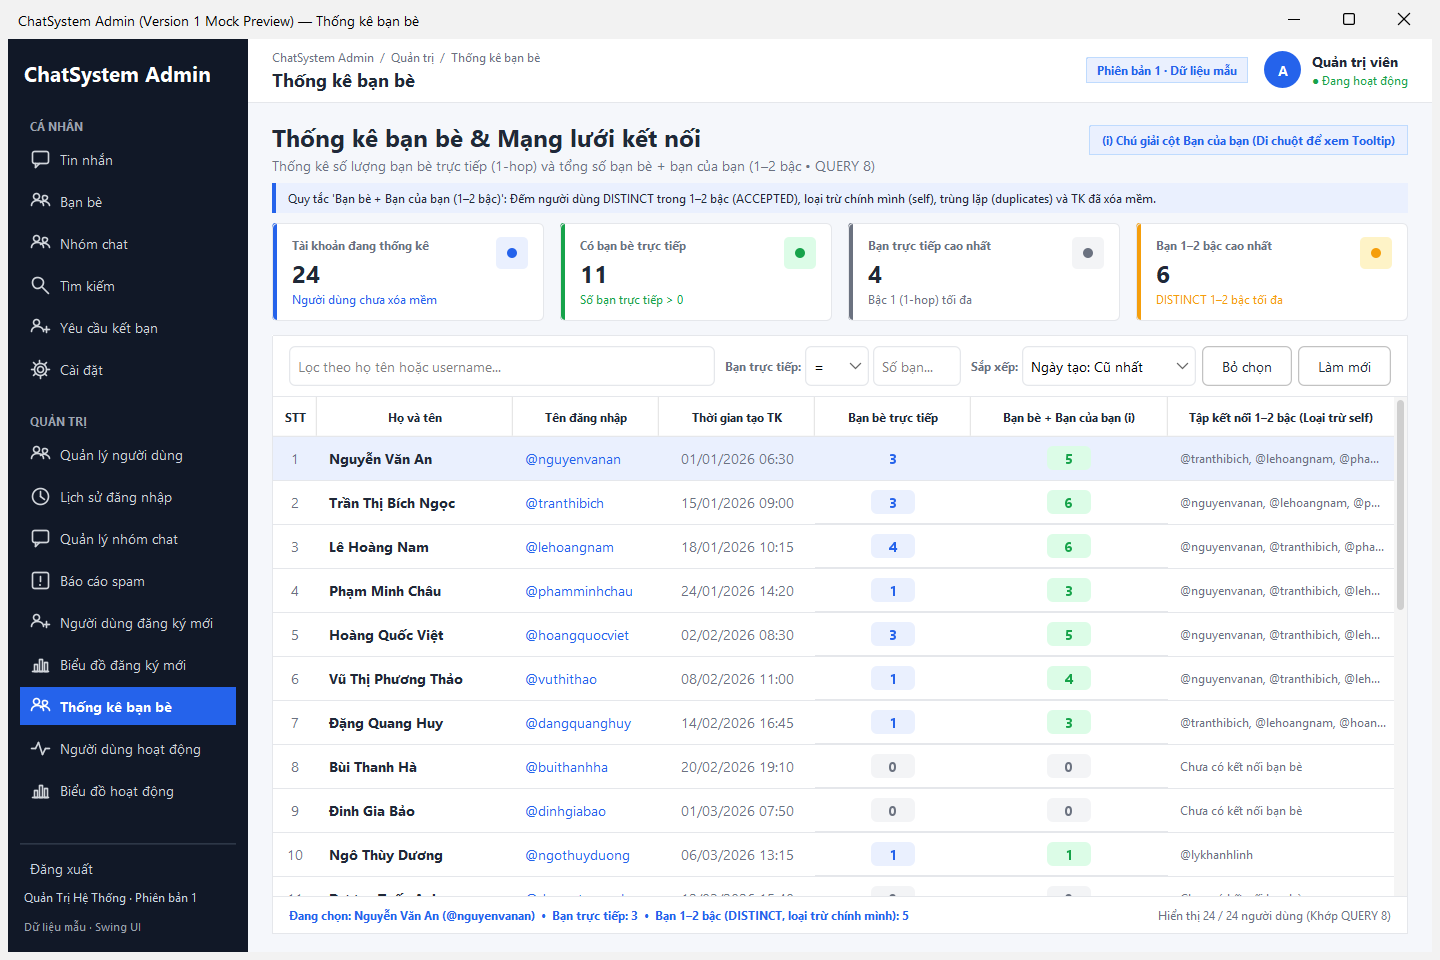 ChatSystem Admin (Version 1 Mock Preview) — Thống kê bạn bè
ChatSystem Admin
CÁ NHÂN
Tin nhắn
Bạn bè
Nhóm chat
Tìm kiếm
Yêu cầu kết bạn
Cài đặt
QUẢN TRỊ
Quản lý người dùng
Lịch sử đăng nhập
Quản lý nhóm chat
Báo cáo spam
Người dùng đăng ký mới
Biểu đồ đăng ký mới
Thống kê bạn bè
Người dùng hoạt động
Biểu đồ hoạt động
Đăng xuất
Quản Trị Hệ Thống · Phiên bản 1
Dữ liệu mẫu · Swing UI
ChatSystem Admin / Quản trị / Thống kê bạn bè
Thống kê bạn bè
Phiên bản 1 · Dữ liệu mẫu
A
Quản trị viên
● Đang hoạt động
Thống kê bạn bè & Mạng lưới kết nối
Thống kê số lượng bạn bè trực tiếp (1-hop) và tổng số bạn bè + bạn của bạn (1–2 bậc • QUERY 8)
(i) Chú giải cột Bạn của bạn (Di chuột để xem Tooltip)
Quy tắc 'Bạn bè + Bạn của bạn (1–2 bậc)': Đếm người dùng DISTINCT trong 1–2 bậc (ACCEPTED), loại trừ chính mình (self), trùng lặp (duplicates) và TK đã xóa mềm.
Tài khoản đang thống kê
24
Người dùng chưa xóa mềm
Có bạn bè trực tiếp
11
Số bạn trực tiếp > 0
Bạn trực tiếp cao nhất
4
Bậc 1 (1-hop) tối đa
Bạn 1–2 bậc cao nhất
6
DISTINCT 1–2 bậc tối đa
Lọc theo họ tên hoặc username... Bạn trực tiếp: = Số bạn... Sắp xếp: Ngày tạo: Cũ nhất Bỏ chọn Làm mới
STT Họ và tên Tên đăng nhập Thời gian tạo TK Bạn bè trực tiếp Bạn bè + Bạn của bạn (i) Tập kết nối 1–2 bậc (Loại trừ self)
1 Nguyễn Văn An @nguyenvanan 01/01/2026 06:30 3 5 @tranthibich, @lehoangnam, @pha...
2 Trần Thị Bích Ngọc @tranthibich 15/01/2026 09:00 3 6 @nguyenvanan, @lehoangnam, @p...
3 Lê Hoàng Nam @lehoangnam 18/01/2026 10:15 4 6 @nguyenvanan, @tranthibich, @pha...
4 Phạm Minh Châu @phamminhchau 24/01/2026 14:20 1 3 @nguyenvanan, @tranthibich, @leh...
5 Hoàng Quốc Việt @hoangquocviet 02/02/2026 08:30 3 5 @nguyenvanan, @tranthibich, @leh...
6 Vũ Thị Phương Thảo @vuthithao 08/02/2026 11:00 1 4 @nguyenvanan, @tranthibich, @leh...
7 Đặng Quang Huy @dangquanghuy 14/02/2026 16:45 1 3 @tranthibich, @lehoangnam, @hoan...
8 Bùi Thanh Hà @buithanhha 20/02/2026 19:10 0 0 Chưa có kết nối bạn bè
9 Đinh Gia Bảo @dinhgiabao 01/03/2026 07:50 0 0 Chưa có kết nối bạn bè
10 Ngô Thùy Dương @ngothuyduong 06/03/2026 13:15 1 1 @lykhanhlinh
Đang chọn: Nguyễn Văn An (@nguyenvanan) • Bạn trực tiếp: 3 • Bạn 1–2 bậc (DISTINCT, loại trừ chính mình): 5
Hiển thị 24 / 24 người dùng (Khớp QUERY 8)